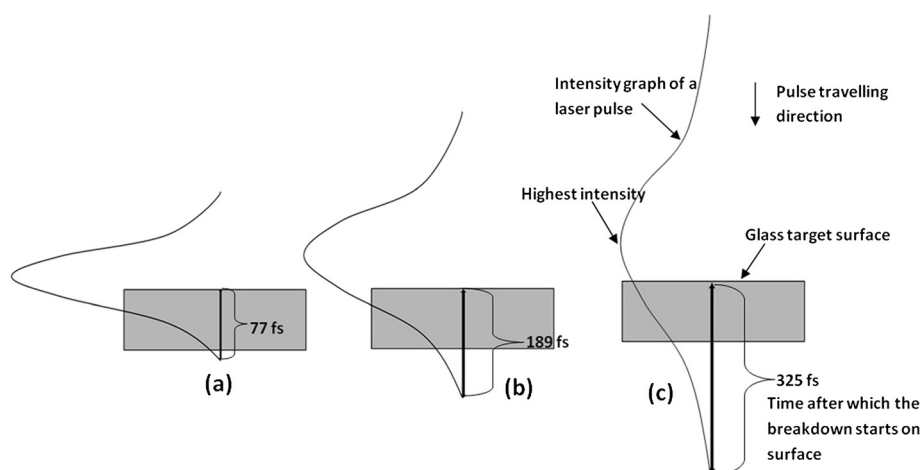 Intensity graph of a
laser pulse
Pulse travelling
direction
Highest intensity
Glass target surface
77 fs
189 fs
325 fs
Time after which the
breakdown starts on
surface
(a)
(b)
(c)